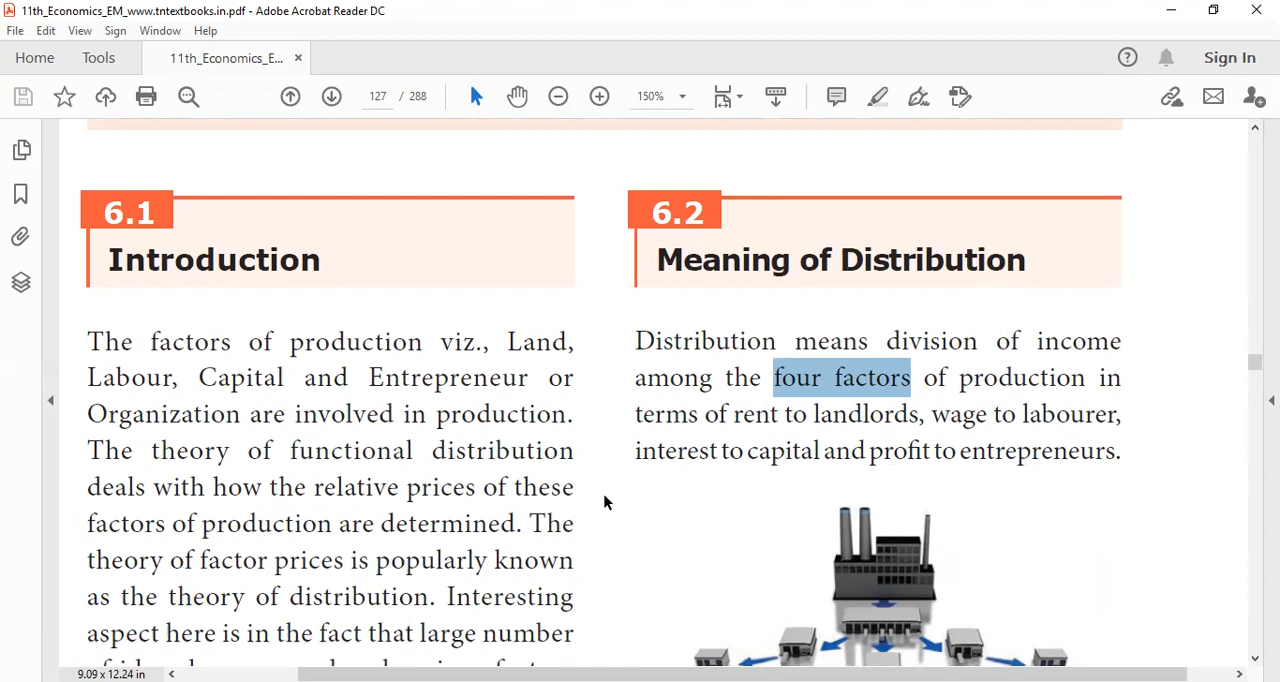 11th_Economics_EM_www.tntextbooks.in.pdf - Adobe Acrobat Reader DC
File Edit View Sign Window Help
Home Tools 11th_Economics_E... × Sign In
127 / 288 150%
6.1
Introduction
The factors of production viz., Land,
Labour, Capital and Entrepreneur or
Organization are involved in production.
The theory of functional distribution
deals with how the relative prices of these
factors of production are determined. The
theory of factor prices is popularly known
as the theory of distribution. Interesting
aspect here is in the fact that large number
6.2
Meaning of Distribution
Distribution means division of income
among the four factors of production in
terms of rent to landlords, wage to labourer,
interest to capital and profit to entrepreneurs.
9.09 x 12.24 in